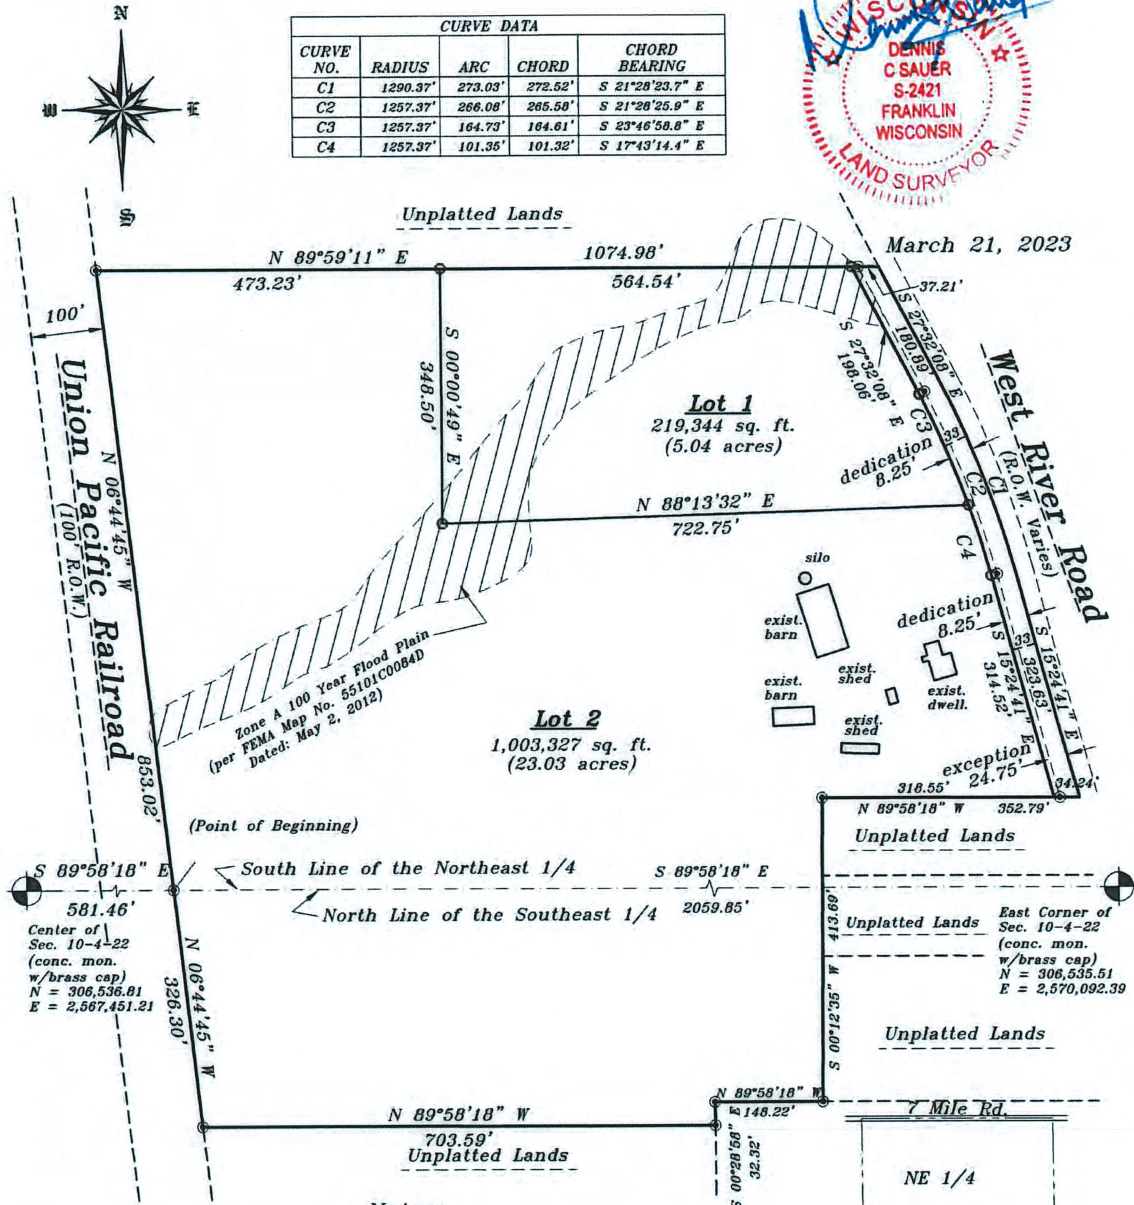 N
W
E
S
CURVE DATA
CURVE NO. RADIUS ARC CHORD CHORD BEARING
C1 1290.37' 273.03' 272.52' S 21°28'23.7" E
C2 1257.37' 266.08' 265.58' S 21°28'25.9" E
C3 1257.37' 164.73' 164.61' S 23°46'58.8" E
C4 1257.37' 101.35' 101.32' S 17°43'14.4" E
WISCONSIN
DENNIS
C SAUER
S-2421
FRANKLIN
WISCONSIN
LAND SURVEYOR
March 21, 2023
Unplatted Lands
N 89°59'11" E
1074.98'
473.23'
564.54'
37.21'
100'
S 27°32'08" E
180.89'
S 27°32'08" E
198.06'
S 00°00'49" E
348.50'
Lot 1
219,344 sq. ft.
(5.04 acres)
C3
33
dedication
8.25'
C2
C1
West River Road
(R.O.W. Varies)
Union Pacific Railroad
(100' R.O.W.)
N 06°44'45" W
853.02'
N 88°13'32" E
722.75'
C4
silo
exist.
barn
dedication
8.25'
exist.
shed
exist.
dwell.
exist.
barn
exist.
shed
33
S 15°24'41" E
323.63
S 15°24'41" E
314.52'
Zone A 100 Year Flood Plain
(per FEMA Map No. 55101C0084D
Dated: May 2, 2012)
Lot 2
1,003,327 sq. ft.
(23.03 acres)
exception
24.75'
318.55'
34.24'
N 89°58'18" W 352.79'
Unplatted Lands
(Point of Beginning)
S 89°58'18" E
581.46'
South Line of the Northeast 1/4
S 89°58'18" E
2059.85'
North Line of the Southeast 1/4
Center of
Sec. 10-4-22
(conc. mon.
w/brass cap)
N = 306,536.81
E = 2,567,451.21
Unplatted Lands
East Corner of
Sec. 10-4-22
(conc. mon.
w/brass cap)
N = 306,535.51
E = 2,570,092.39
413.69'
S 00°12'35" W
N 06°44'45" W
326.30'
Unplatted Lands
N 89°58'18" W
148.22'
7 Mile Rd.
N 89°58'18" W
703.59'
Unplatted Lands
S 00°28'58" E
32.32'
NE 1/4